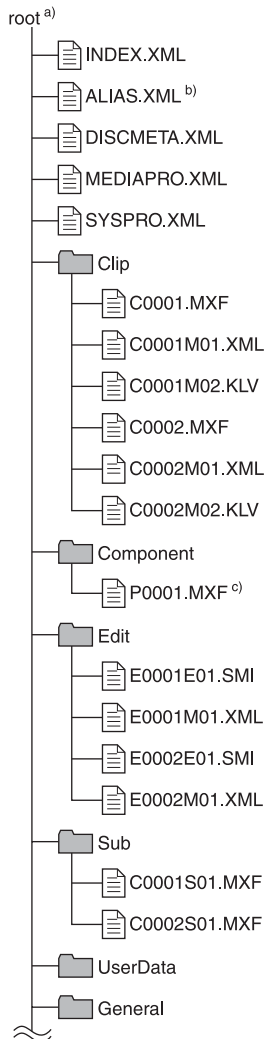 root a)
INDEX.XML
ALIAS.XML b)
DISCMETA.XML
MEDIAPRO.XML
SYSPRO.XML
Clip
C0001.MXF
C0001M01.XML
C0001M02.KLV
C0002.MXF
C0002M01.XML
C0002M02.KLV
Component
P0001.MXF c)
Edit
E0001E01.SMI
E0001M01.XML
E0002E01.SMI
E0002M01.XML
Sub
C0001S01.MXF
C0002S01.MXF
UserData
General